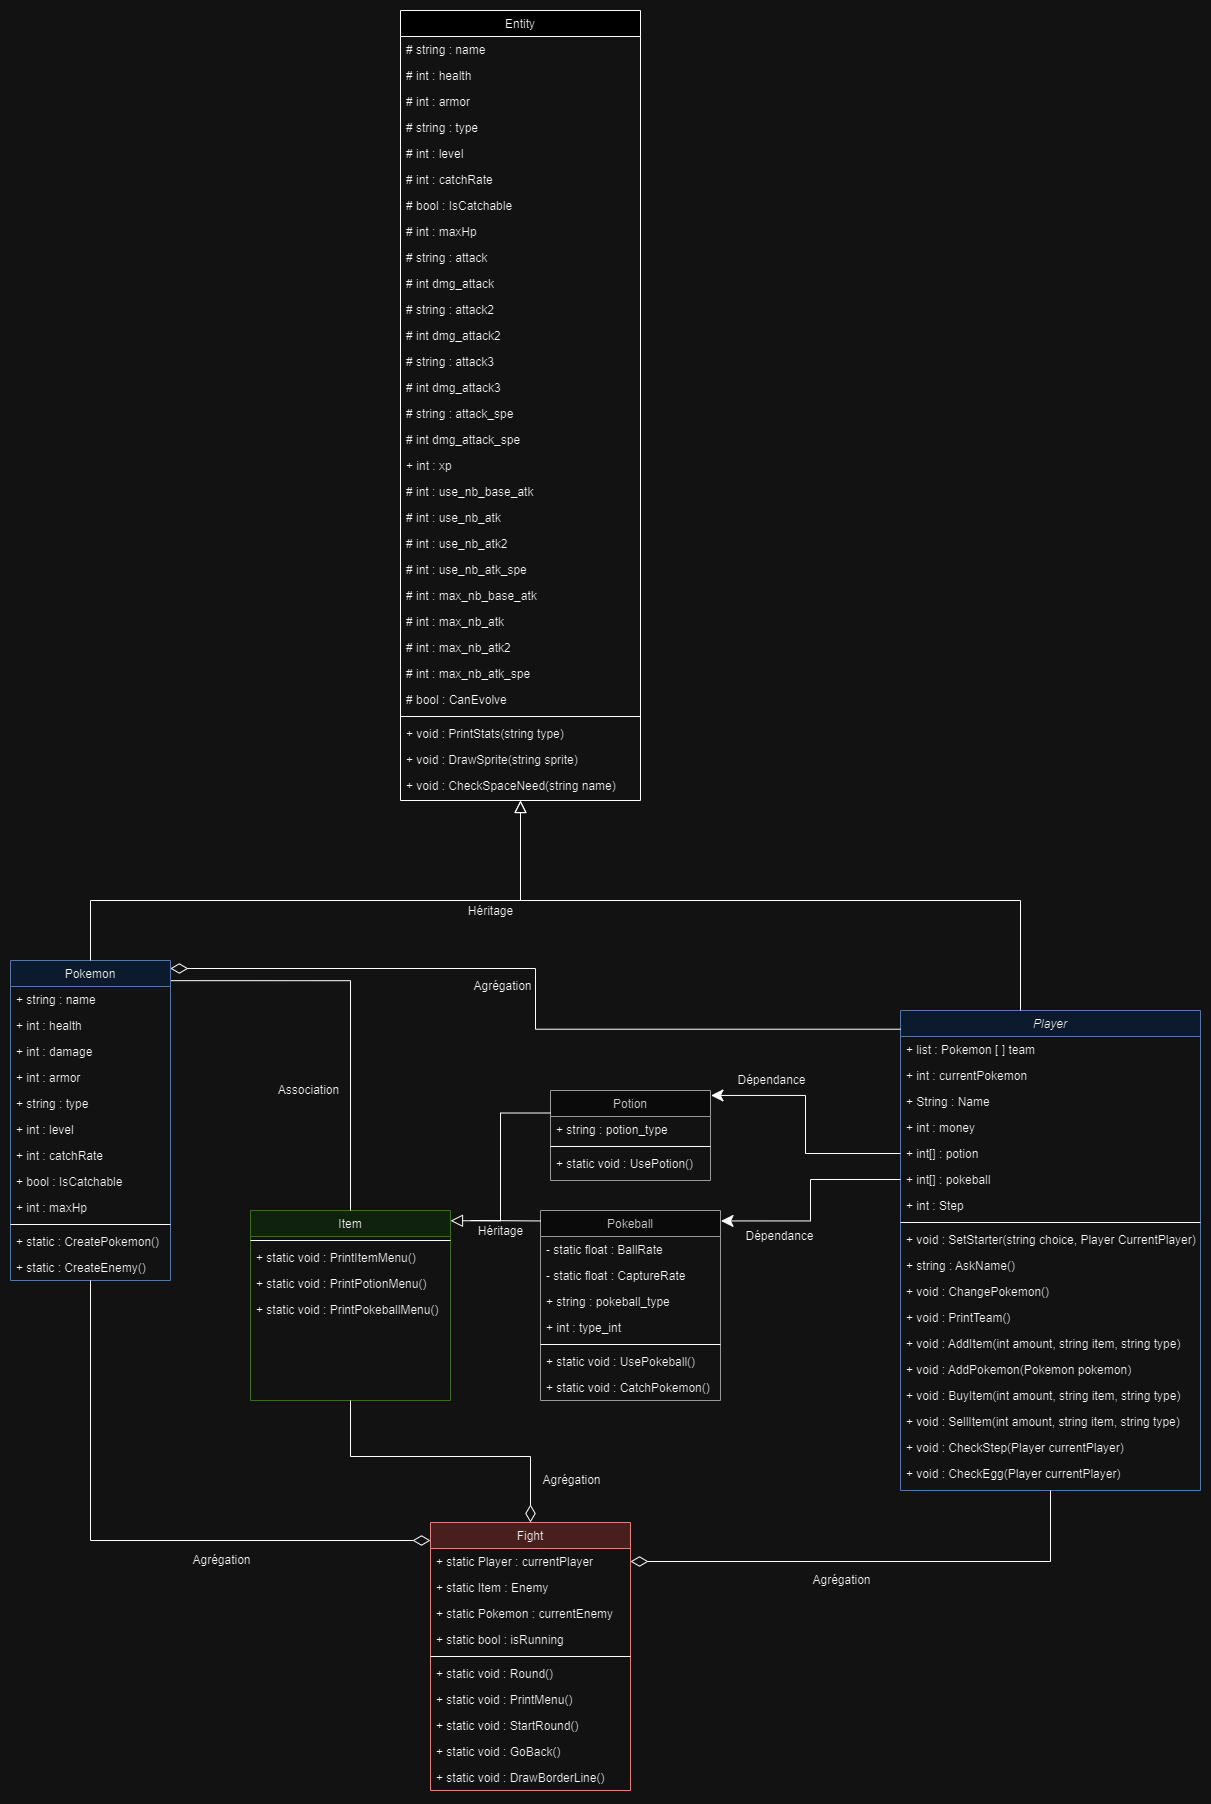 Entity
# string : name
# int : health
# int : armor
# string : type
# int : level
# int : catchRate
# bool : IsCatchable
# int : maxHp
# string : attack
# int dmg_attack
# string : attack2
# int dmg_attack2
# string : attack3
# int dmg_attack3
# string : attack_spe
# int dmg_attack_spe
+ int : xp
# int : use_nb_base_atk
# int : use_nb_atk
# int : use_nb_atk2
# int : use_nb_atk_spe
# int : max_nb_base_atk
# int : max_nb_atk
# int : max_nb_atk2
# int : max_nb_atk_spe
# bool : CanEvolve
+ void : PrintStats(string type)
+ void : DrawSprite(string sprite)
+ void : CheckSpaceNeed(string name)
Héritage
Pokemon
+ string : name
+ int : health
+ int : damage
+ int : armor
+ string : type
+ int : level
+ int : catchRate
+ bool : IsCatchable
+ int : maxHp
+ static : CreatePokemon()
+ static : CreateEnemy()
Agrégation
Association
Player
+ list : Pokemon [ ] team
+ int : currentPokemon
+ String : Name
+ int : money
+ int[] : potion
+ int[] : pokeball
+ int : Step
+ void : SetStarter(string choice, Player CurrentPlayer)
+ string : AskName()
+ void : ChangePokemon()
+ void : PrintTeam()
+ void : AddItem(int amount, string item, string type)
+ void : AddPokemon(Pokemon pokemon)
+ void : BuyItem(int amount, string item, string type)
+ void : SellItem(int amount, string item, string type)
+ void : CheckStep(Player currentPlayer)
+ void : CheckEgg(Player currentPlayer)
Dépendance
Potion
+ string : potion_type
+ static void : UsePotion()
Item
+ static void : PrintItemMenu()
+ static void : PrintPotionMenu()
+ static void : PrintPokeballMenu()
Héritage
Pokeball
- static float : BallRate
- static float : CaptureRate
+ string : pokeball_type
+ int : type_int
+ static void : UsePokeball()
+ static void : CatchPokemon()
Dépendance
Agrégation
Agrégation
Agrégation
Fight
+ static Player : currentPlayer
+ static Item : Enemy
+ static Pokemon : currentEnemy
+ static bool : isRunning
+ static void : Round()
+ static void : PrintMenu()
+ static void : StartRound()
+ static void : GoBack()
+ static void : DrawBorderLine()